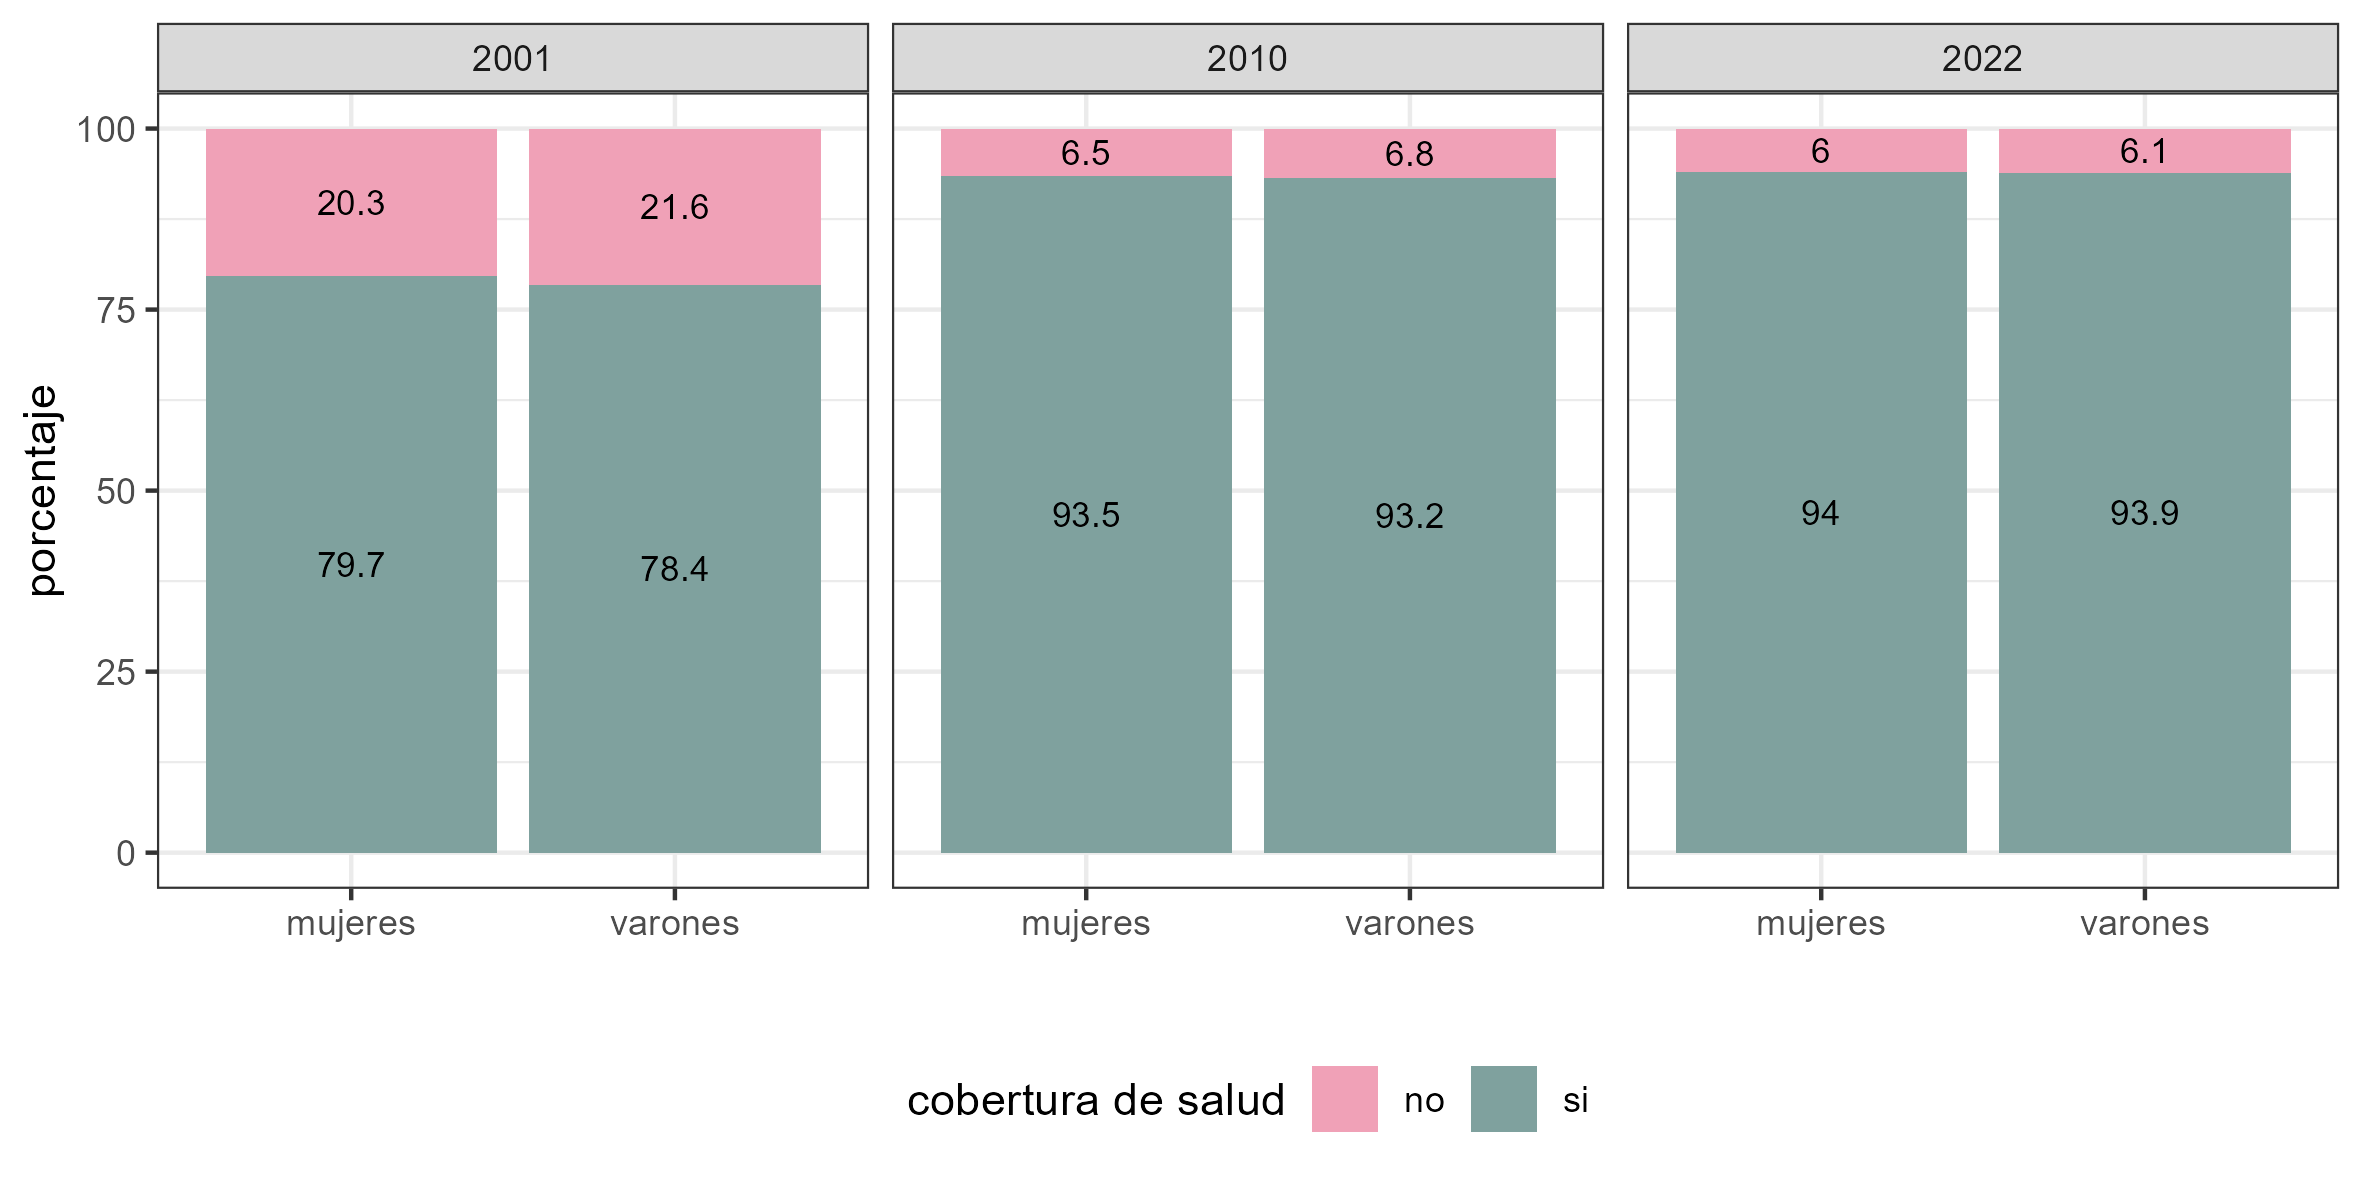 2001 2010 2022
100
75
50
25
0
porcentaje
20.3 21.6 6.5 6.8 6 6.1
79.7 78.4 93.5 93.2 94 93.9
mujeres varones mujeres varones mujeres varones
cobertura de salud no si